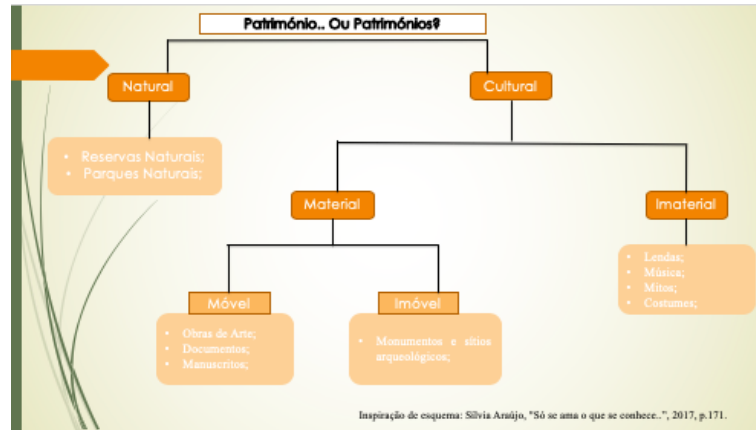 Património.. Ou Patrimónios?
Natural
Cultural
• Reservas Naturais;
• Parques Naturais;
Material
Imaterial
• Lendas;
• Música;
• Mitos;
• Costumes;
Móvel
Imóvel
• Obras de Arte;
• Documentos;
• Manuscritos;
• Monumentos e sítios
arqueológicos;
Inspiração de esquema: Sílvia Araújo, "Só se ama o que se conhece..", 2017, p.171.